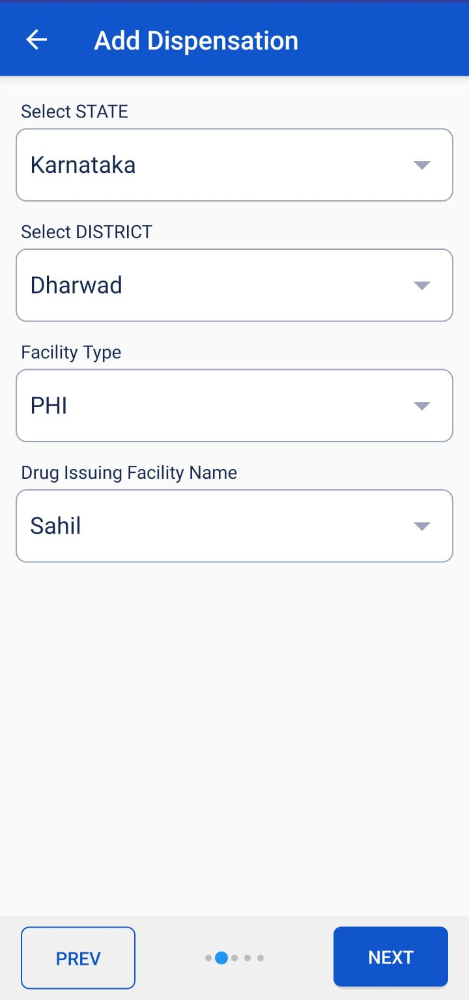 Add Dispensation
Select STATE
Karnataka
Select DISTRICT
Dharwad
Facility Type
PHI
Drug Issuing Facility Name
Sahil
PREV
NEXT